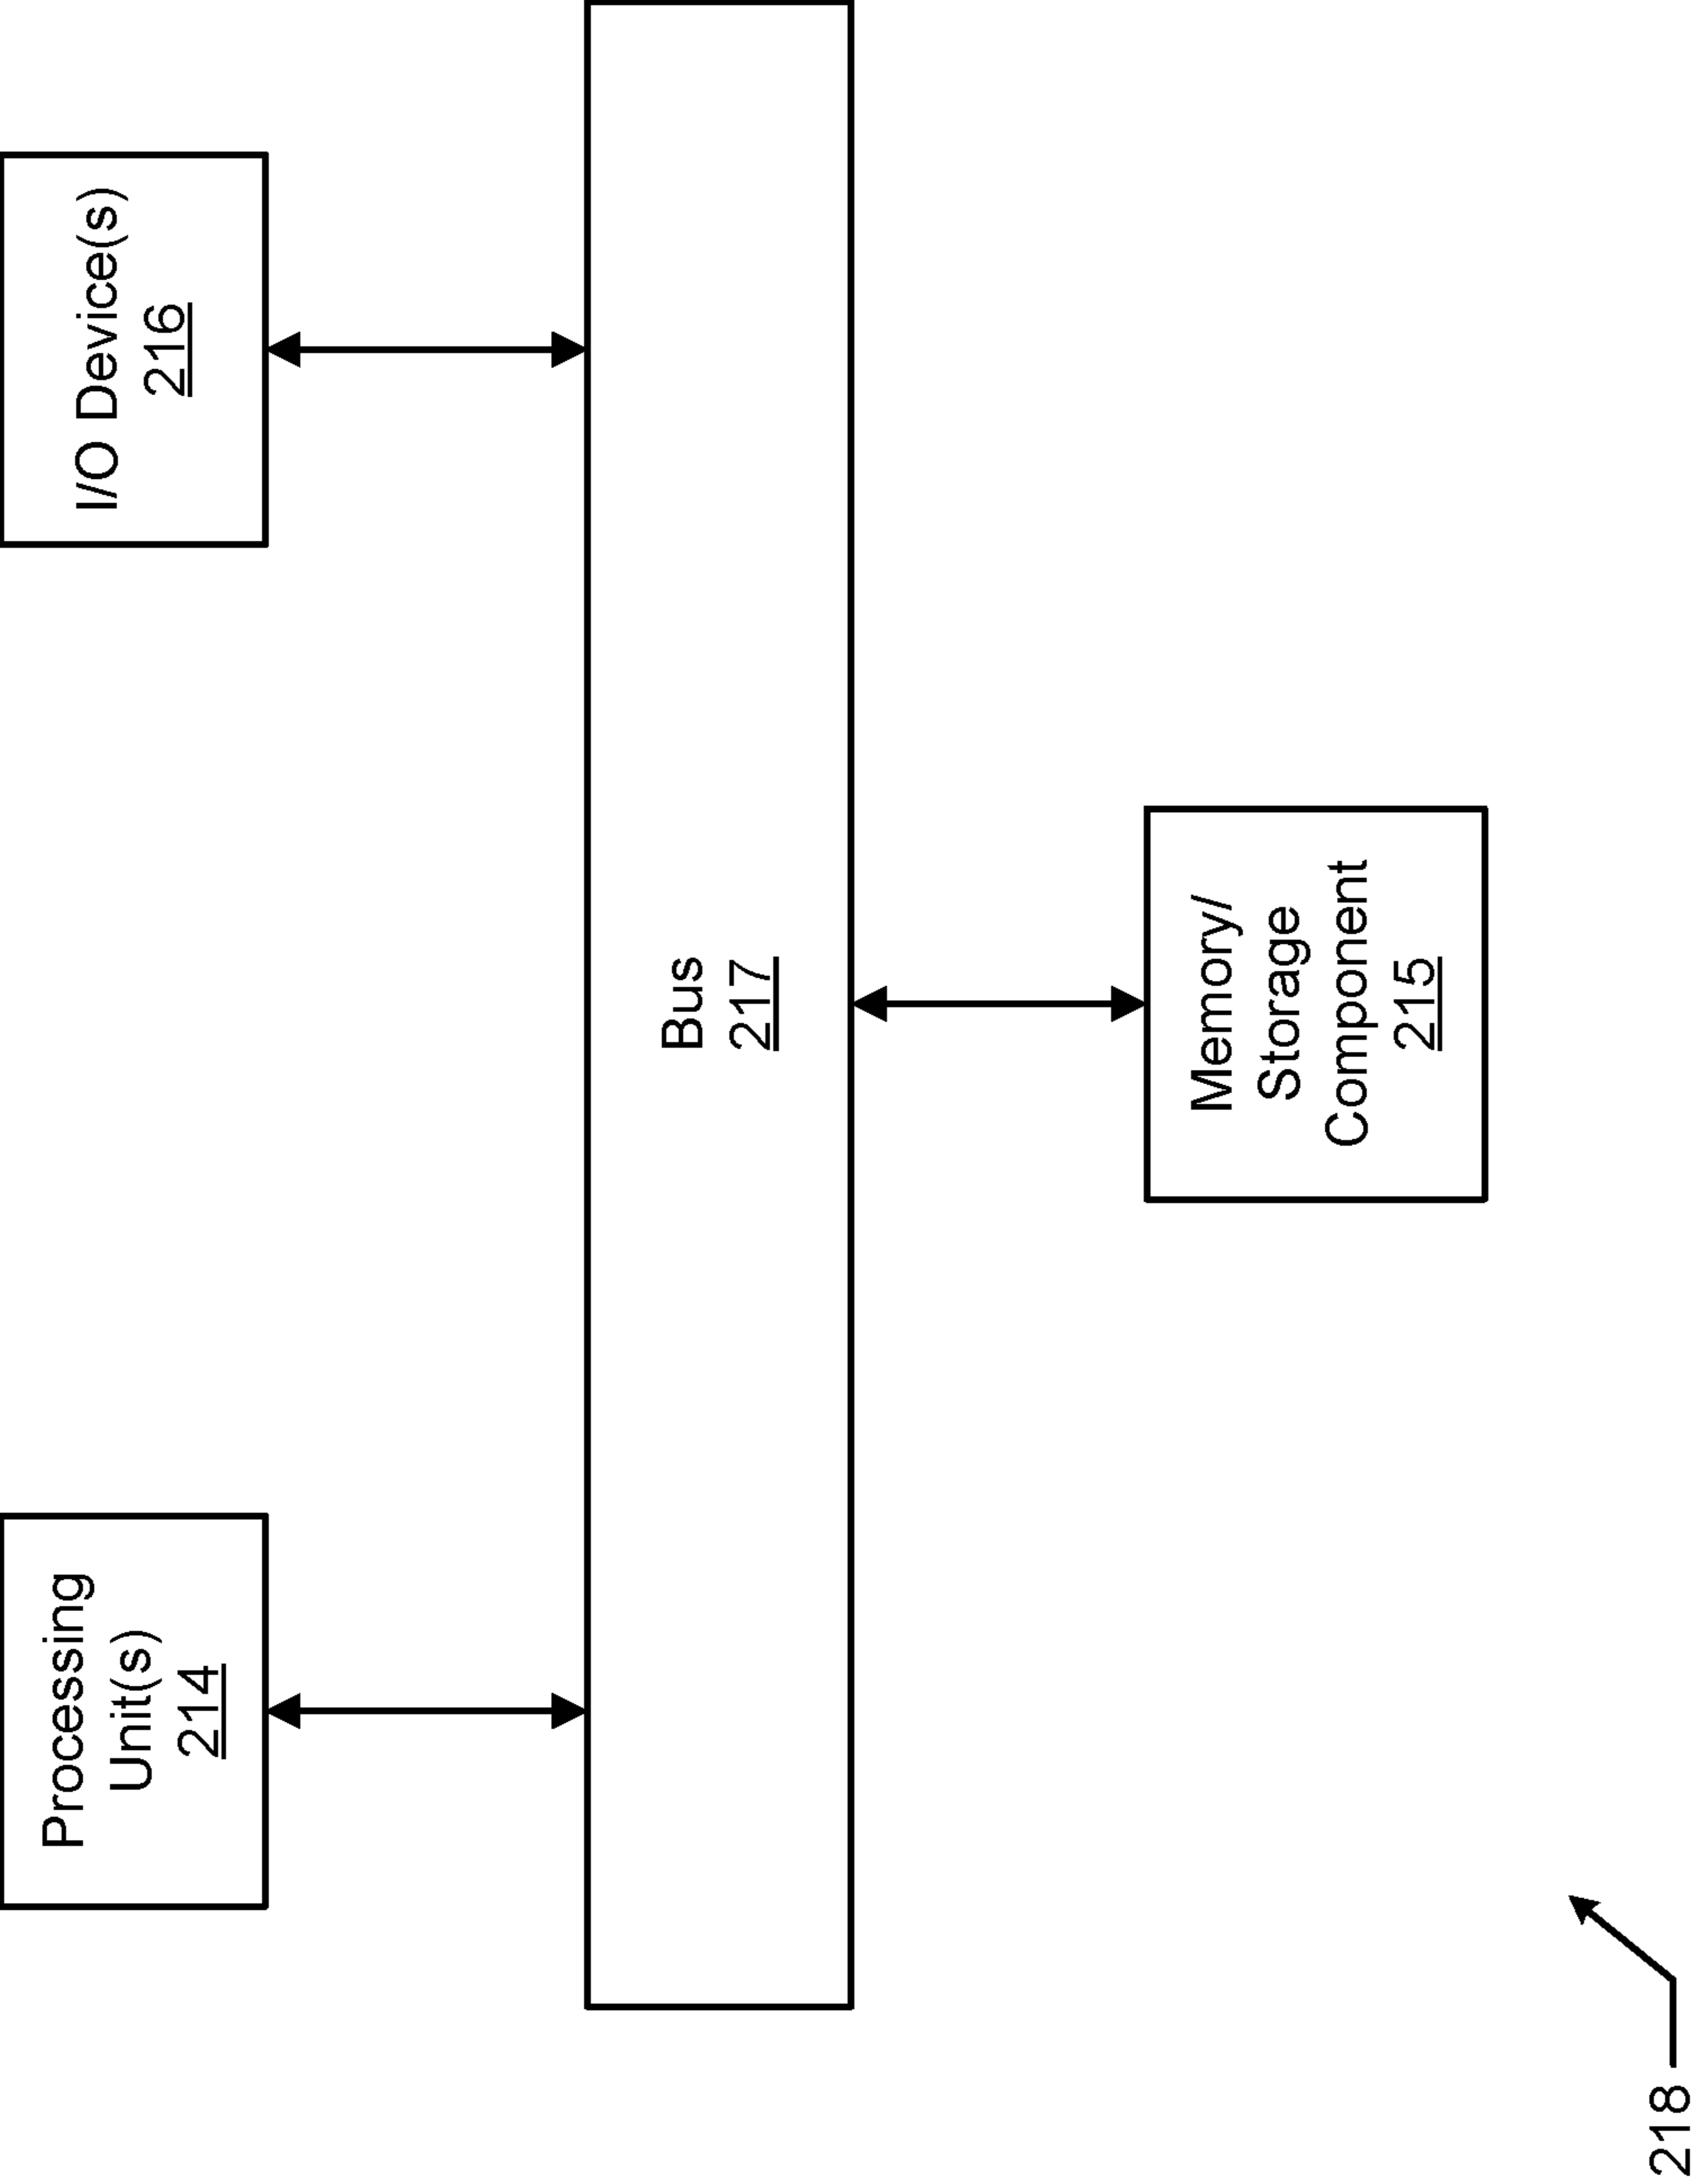 Processing
Unit(s)
214
I/O Device(s)
216
Bus
217
Memory/
Storage
Component
215
218